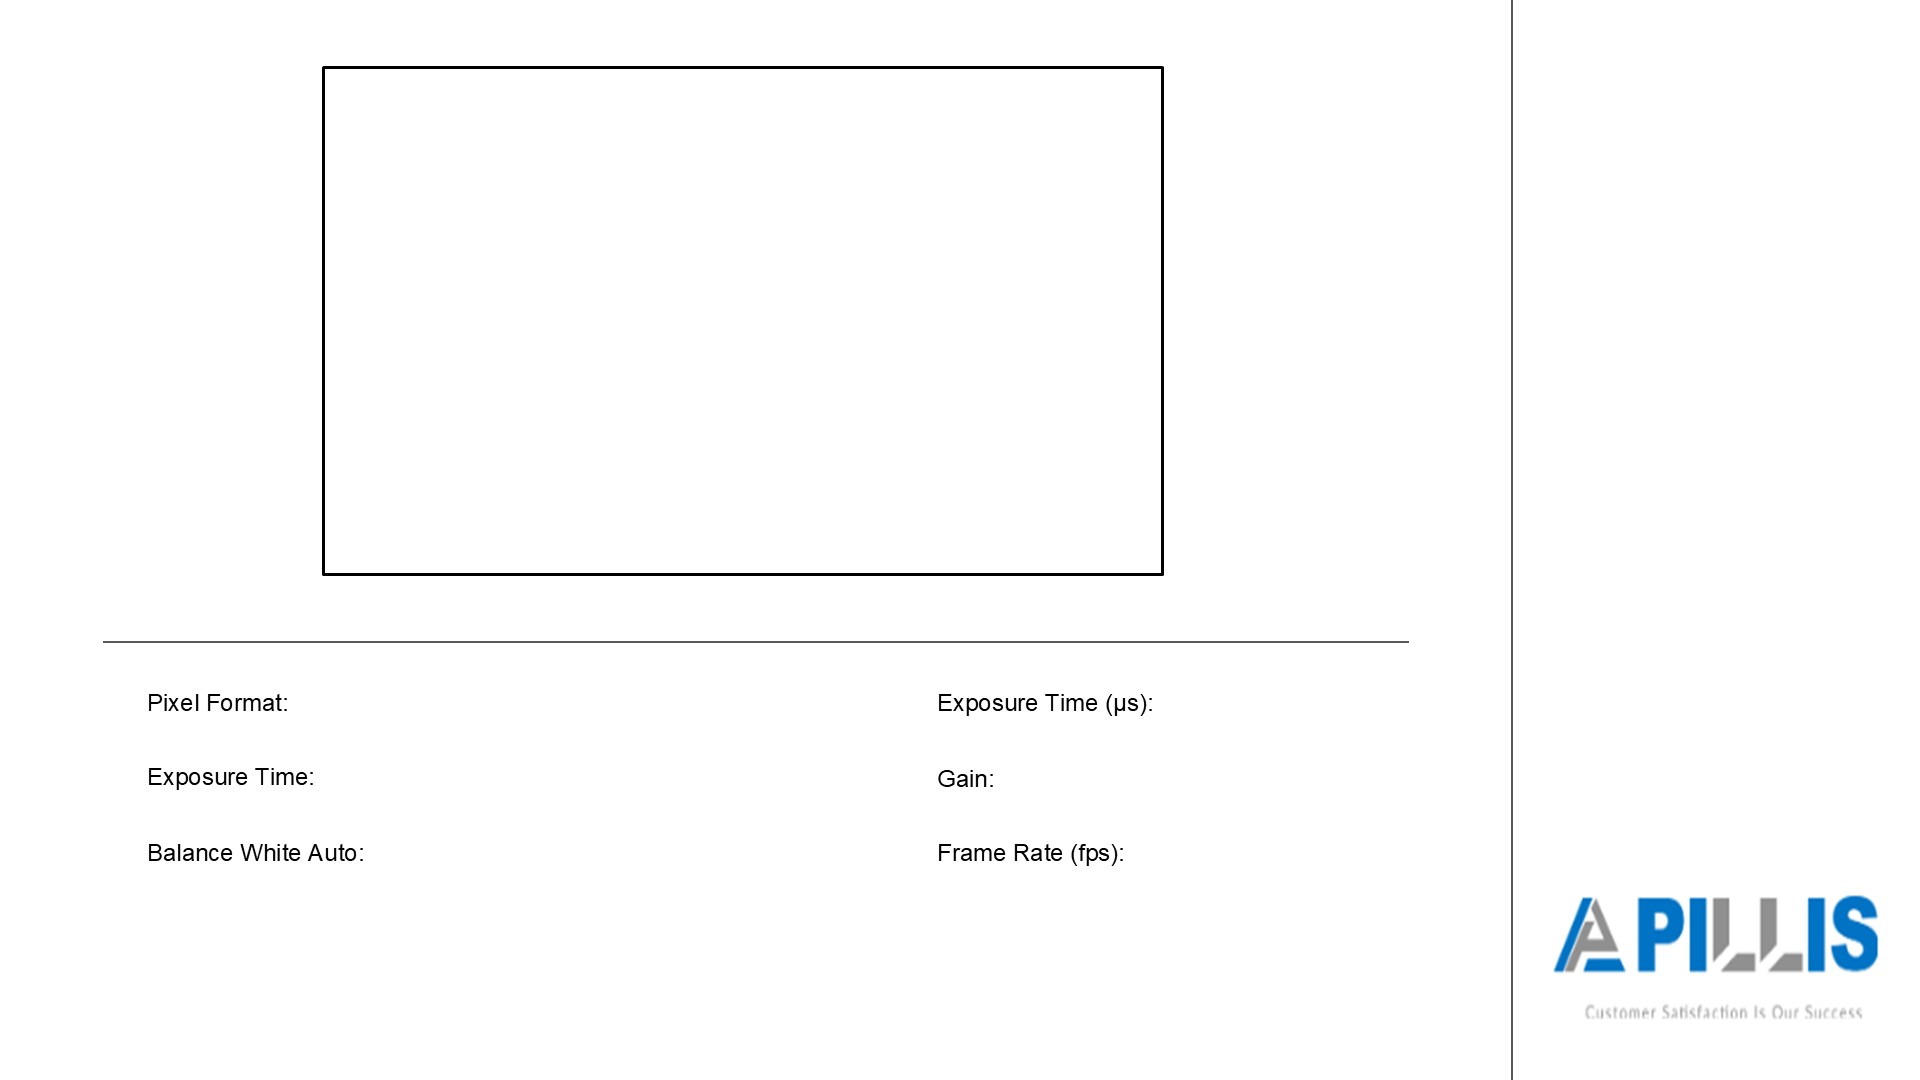 Pixel Format:
Exposure Time (µs):
Exposure Time:
Gain:
Balance White Auto:
Frame Rate (fps):
APILLIS
Customer Satisfaction Is Our Success